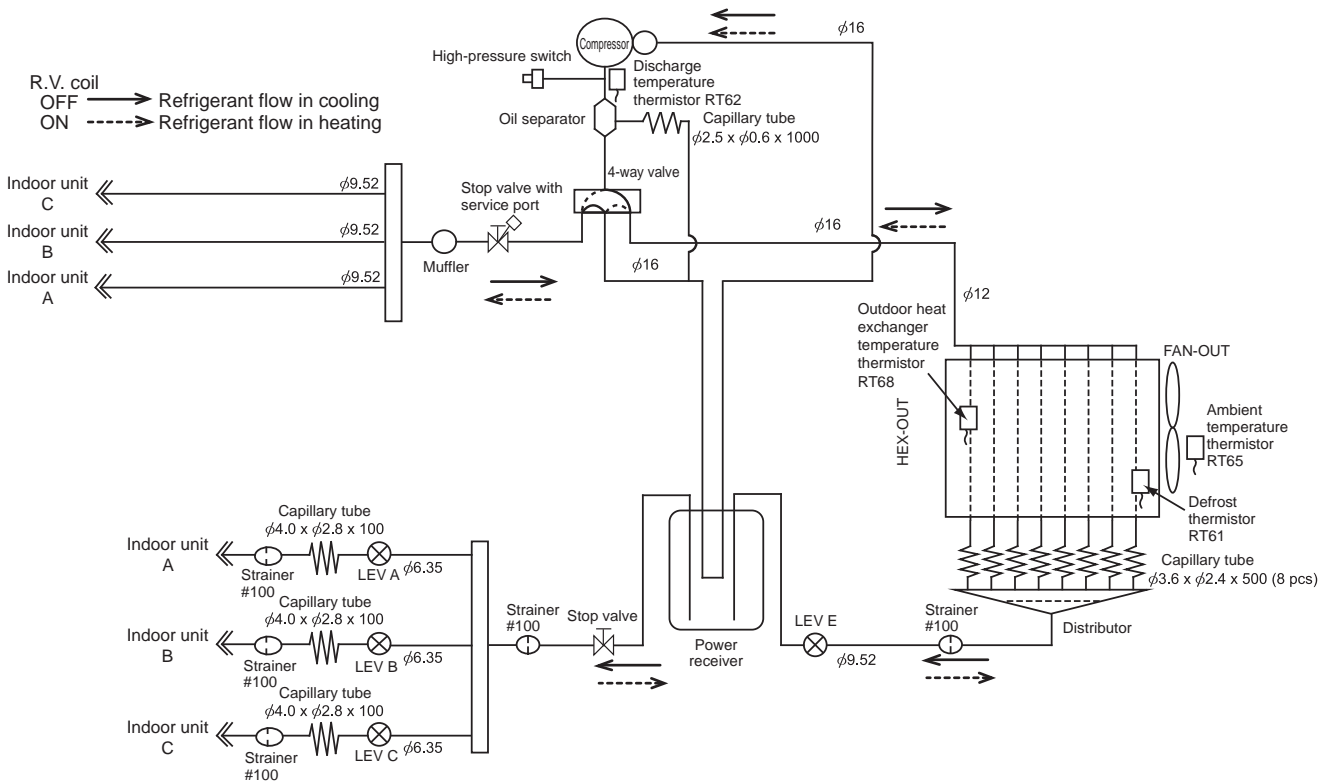 Compressor
ϕ16
High-pressure switch
Discharge
temperature
thermistor RT62
R.V. coil
OFF Refrigerant flow in cooling
ON Refrigerant flow in heating
Oil separator
Capillary tube
ϕ2.5 x ϕ0.6 x 1000
4-way valve
Indoor unit
C
ϕ9.52
Stop valve with
service port
Indoor unit
B
ϕ9.52
Muffler
ϕ16
ϕ16
Indoor unit
A
ϕ9.52
ϕ12
Outdoor heat
exchanger
temperature
thermistor
RT68
FAN-OUT
HEX-OUT
Ambient
temperature
thermistor
RT65
Defrost
thermistor
RT61
Capillary tube
ϕ3.6 x ϕ2.4 x 500 (8 pcs)
Distributor
Indoor unit
A
Capillary tube
ϕ4.0 x ϕ2.8 x 100
Strainer
#100
LEV A
ϕ6.35
Indoor unit
B
Capillary tube
ϕ4.0 x ϕ2.8 x 100
Strainer
#100
LEV B
ϕ6.35
Indoor unit
C
Capillary tube
ϕ4.0 x ϕ2.8 x 100
Strainer
#100
LEV C
ϕ6.35
Strainer
#100
Stop valve
Power
receiver
LEV E
ϕ9.52
Strainer
#100